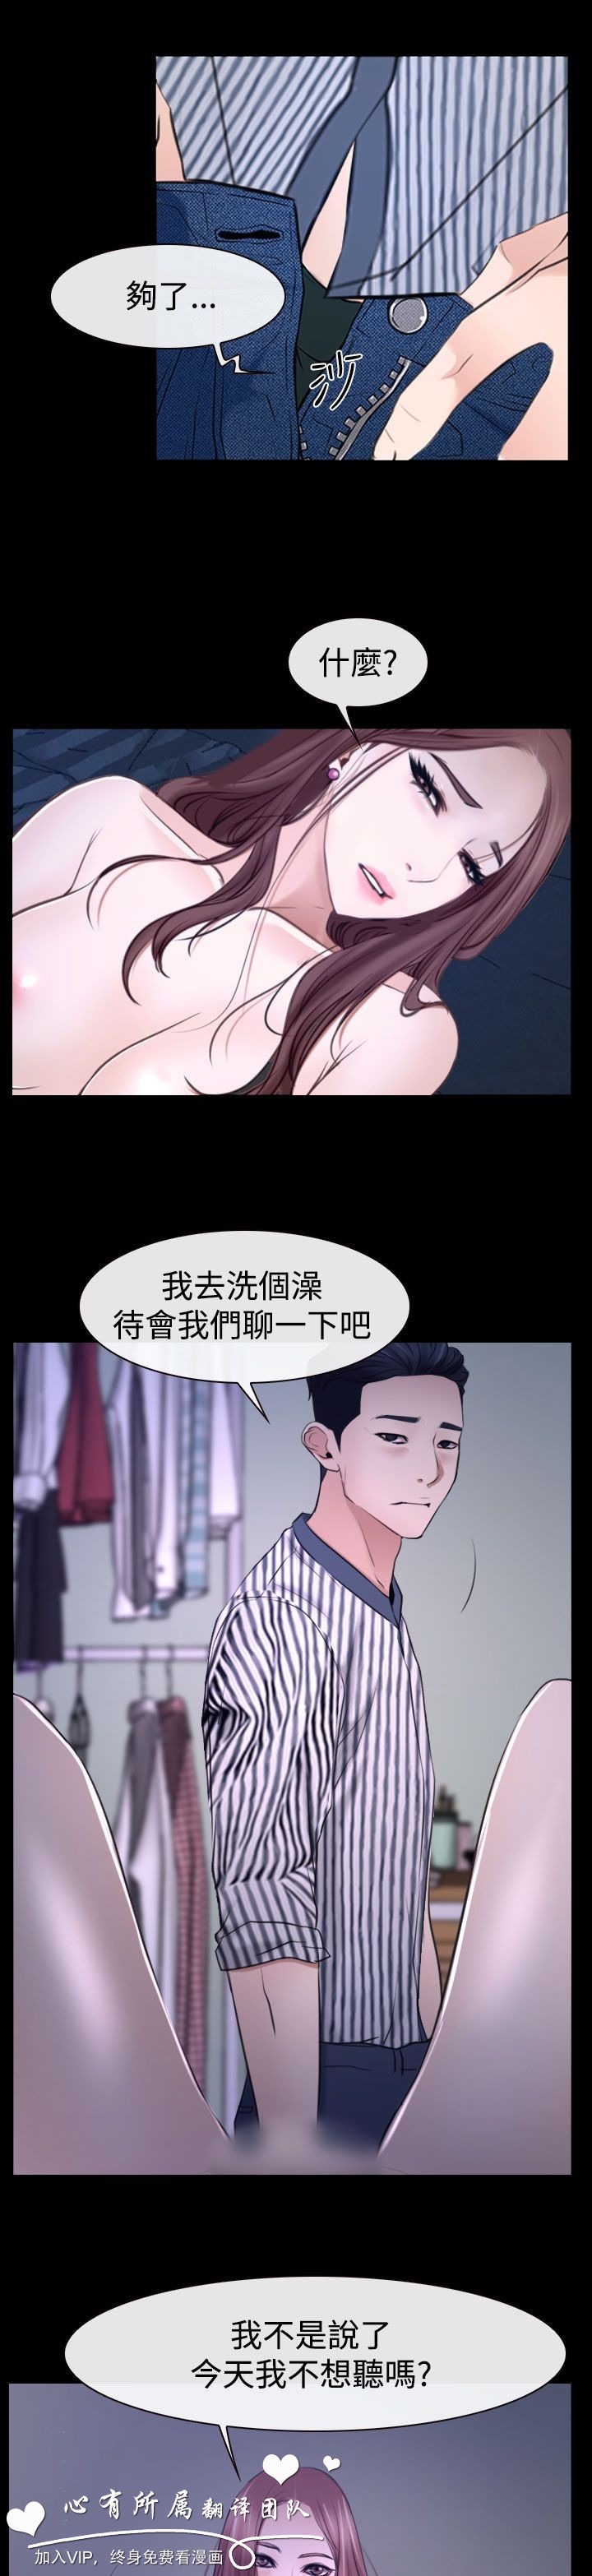 夠了...
沙
什麼?
我去洗個澡
待會我們聊一下吧
我不是說了
今天我不想聽嗎?
心有所属翻译团队
加入VIP，终身免费看漫画